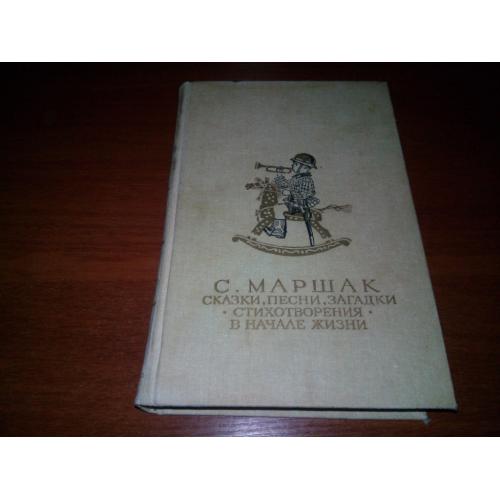 С. МАРШАК
СКАЗКИ, ПЕСНИ, ЗАГАДКИ
· СТИХОТВОРЕНИЯ ·
В НАЧАЛЕ ЖИЗНИ